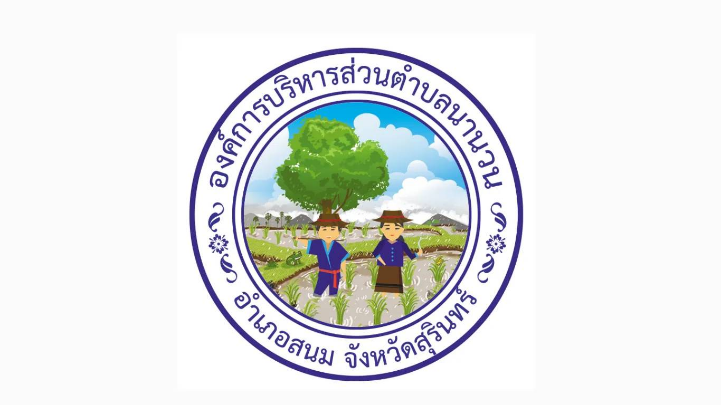 องค์การบริหารส่วนตำบลนานวน
อำเภอสนม จังหวัดสุรินทร์